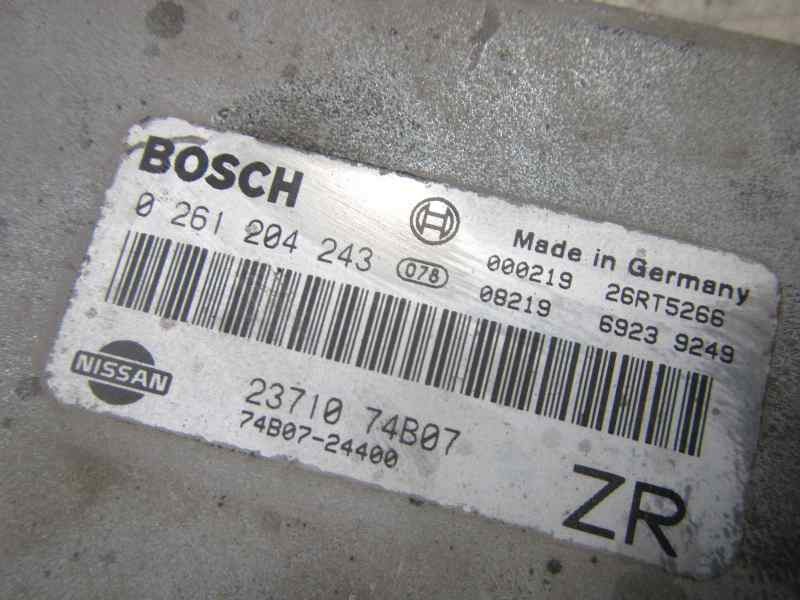 BOSCH
0 261 204 243 078
Made in Germany
000219 26RT5266
08219 6923 9249
NISSAN
23710 74B07
74B07-24400
ZR